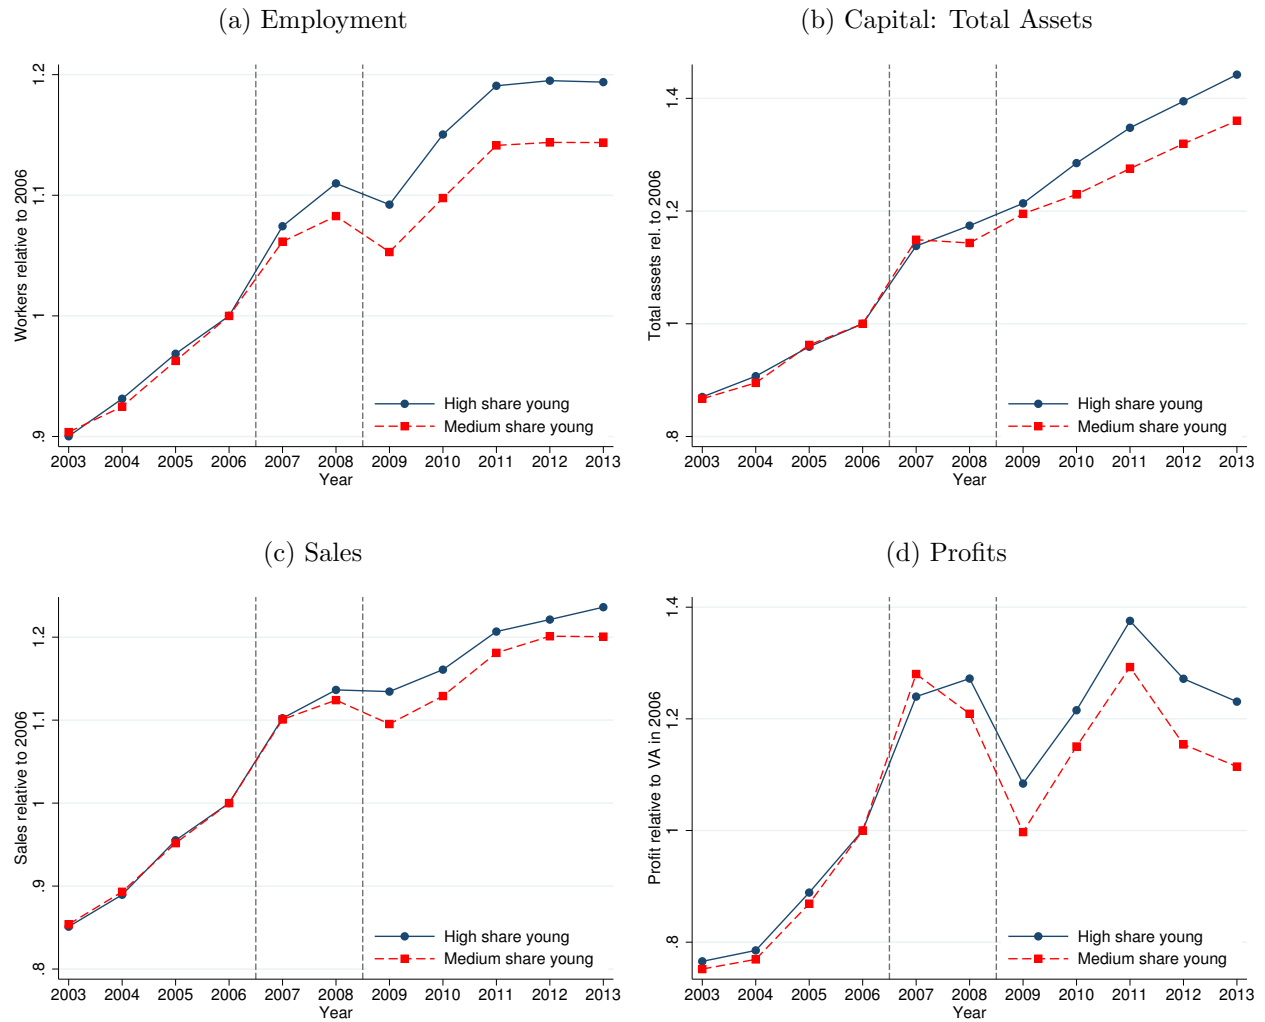 (a) Employment
Workers relative to 2006
1.2
1.1
1
.9
2003 2004 2005 2006 2007 2008 2009 2010 2011 2012 2013
Year
High share young
Medium share young
(b) Capital: Total Assets
Total assets rel. to 2006
1.4
1.2
1
.8
2003 2004 2005 2006 2007 2008 2009 2010 2011 2012 2013
Year
High share young
Medium share young
(c) Sales
Sales relative to 2006
1.2
1.1
1
.9
.8
2003 2004 2005 2006 2007 2008 2009 2010 2011 2012 2013
Year
High share young
Medium share young
(d) Profits
Profit relative to VA in 2006
1.4
1.2
1
.8
2003 2004 2005 2006 2007 2008 2009 2010 2011 2012 2013
Year
High share young
Medium share young